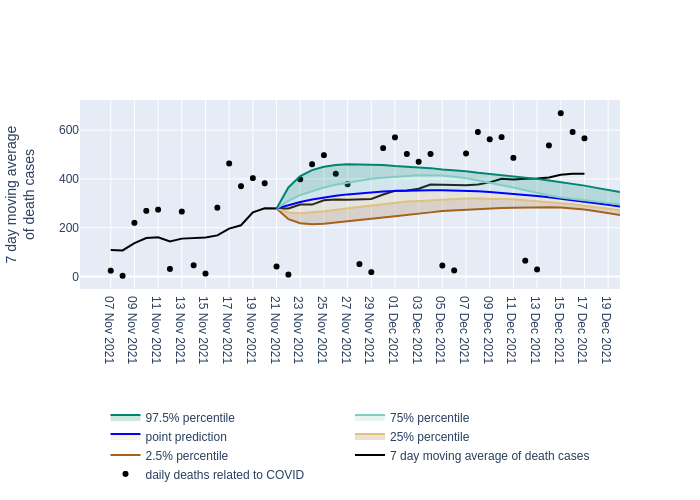 7 day moving average
of death cases
600
400
200
0
07 Nov 2021
09 Nov 2021
11 Nov 2021
13 Nov 2021
15 Nov 2021
17 Nov 2021
19 Nov 2021
21 Nov 2021
23 Nov 2021
25 Nov 2021
27 Nov 2021
29 Nov 2021
01 Dec 2021
03 Dec 2021
05 Dec 2021
07 Dec 2021
09 Dec 2021
11 Dec 2021
13 Dec 2021
15 Dec 2021
17 Dec 2021
19 Dec 2021
97.5% percentile
75% percentile
point prediction
25% percentile
2.5% percentile
7 day moving average of death cases
daily deaths related to COVID